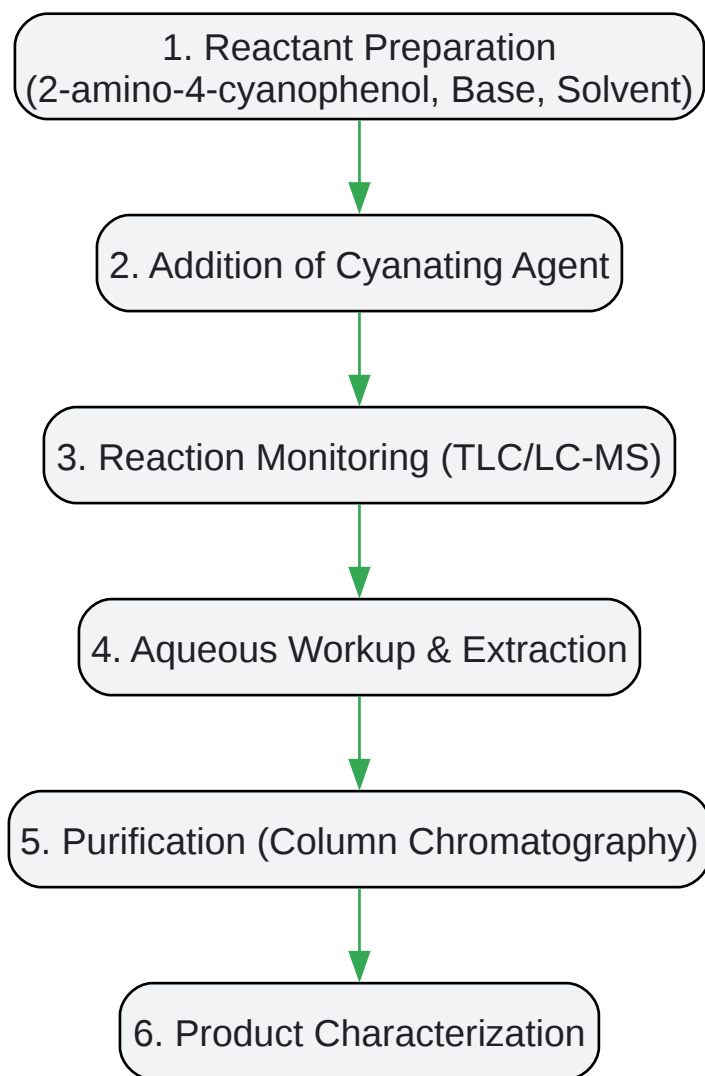 1. Reactant Preparation
(2-amino-4-cyanophenol, Base, Solvent)
2. Addition of Cyanating Agent
3. Reaction Monitoring (TLC/LC-MS)
4. Aqueous Workup & Extraction
5. Purification (Column Chromatography)
6. Product Characterization